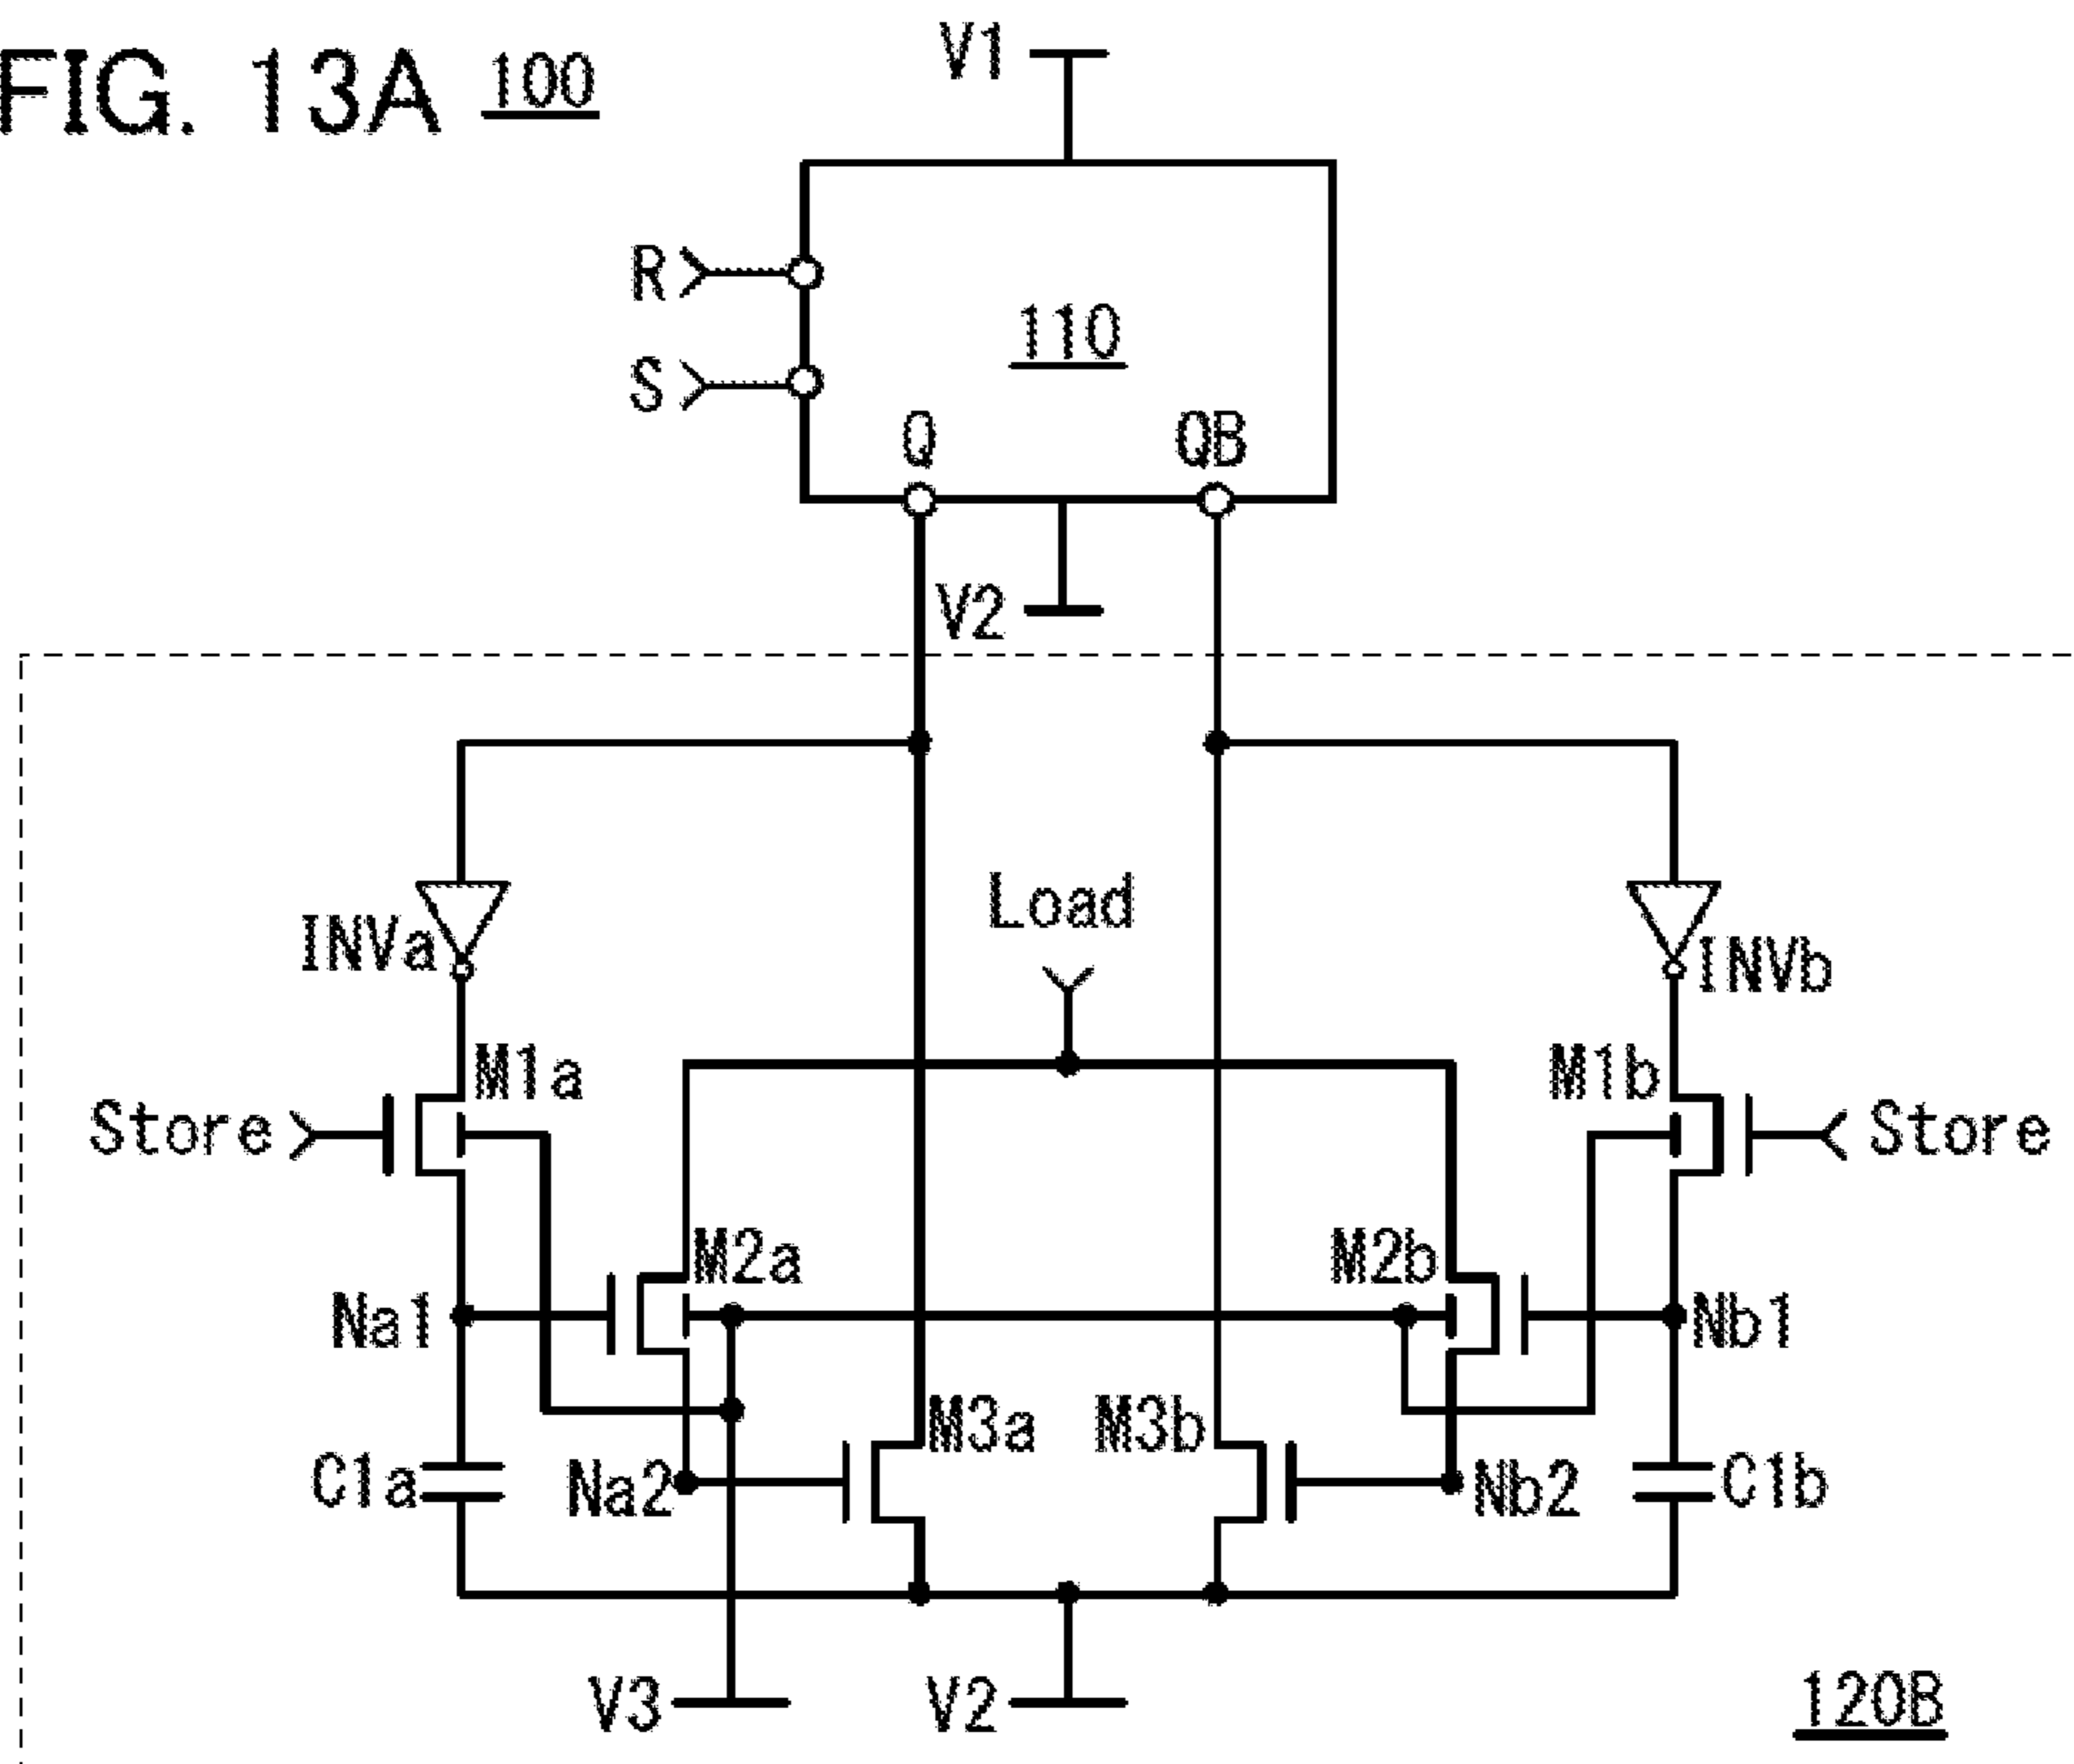 FIG. 13A 100
V1
R
110
S
Q QB
V2
Load
INVa
INVb
M1a
M1b
Store
Store
M2a
M2b
Na1
Nb1
M3a
M3b
C1a
Na2
Nb2
C1b
V3
V2
120B